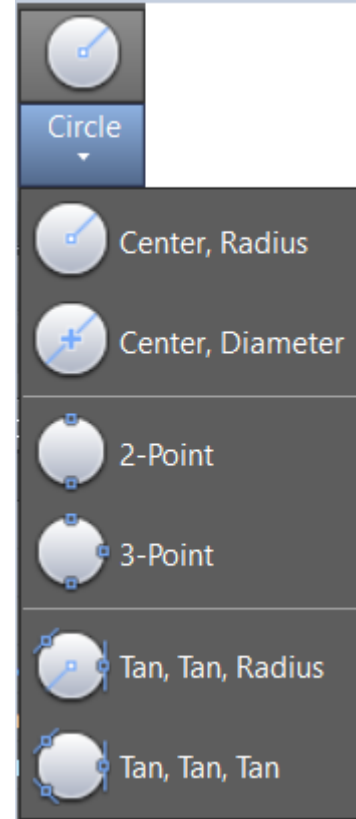 Circle
Center, Radius
Center, Diameter
2-Point
3-Point
Tan, Tan, Radius
Tan, Tan, Tan